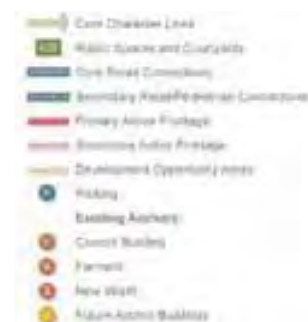 Core Character Links
Public Spaces and Courtyards
Core Road Connections
Secondary Road/Pedestrian Connections
Primary Active Frontage
Secondary Active Frontage
Development Opportunity Areas
Parking
Existing Anchors:
Council Building
Farmers
New World
Future Anchor Buildings